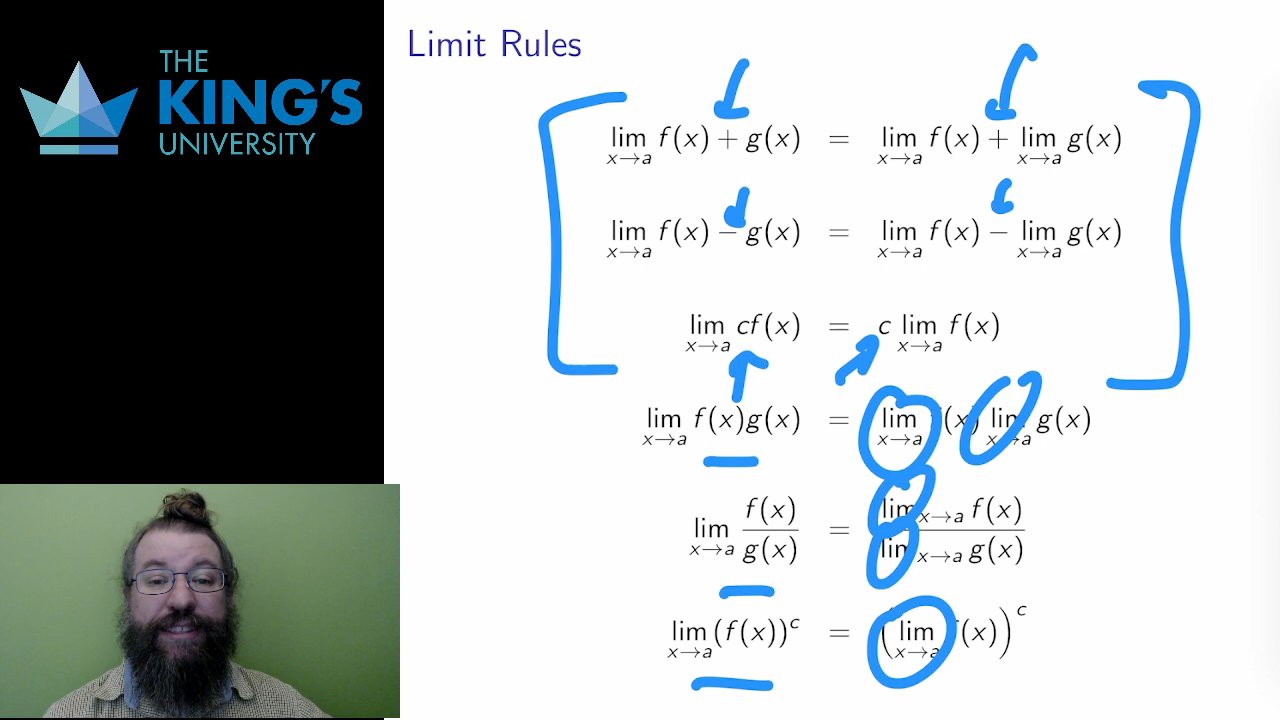 THE
KING'S
UNIVERSITY
Limit Rules
lim x→a f(x) + g(x) = lim x→a f(x) + lim x→a g(x)
lim x→a f(x) − g(x) = lim x→a f(x) − lim x→a g(x)
lim x→a cf(x) = c lim x→a f(x)
lim x→a f(x)g(x) = lim x→a f(x) lim x→a g(x)
lim x→a f(x)/g(x) = lim x→a f(x)/lim x→a g(x)
lim x→a (f(x))^c = (lim x→a f(x))^c